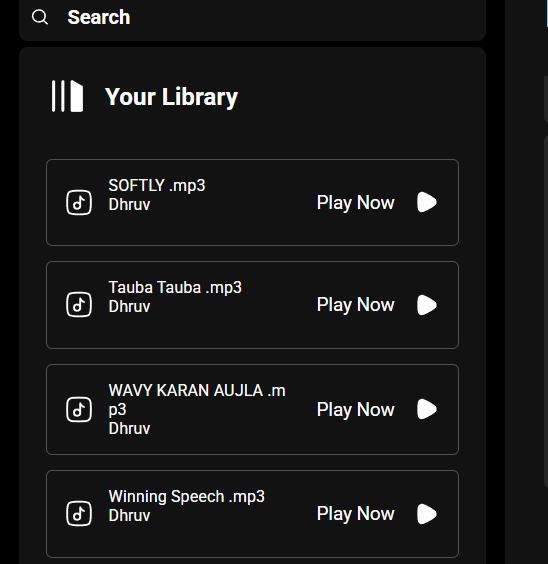 Search
Your Library
SOFTLY .mp3
Dhruv
Play Now
Tauba Tauba .mp3
Dhruv
Play Now
WAVY KARAN AUJLA .m
p3
Dhruv
Play Now
Winning Speech .mp3
Dhruv
Play Now